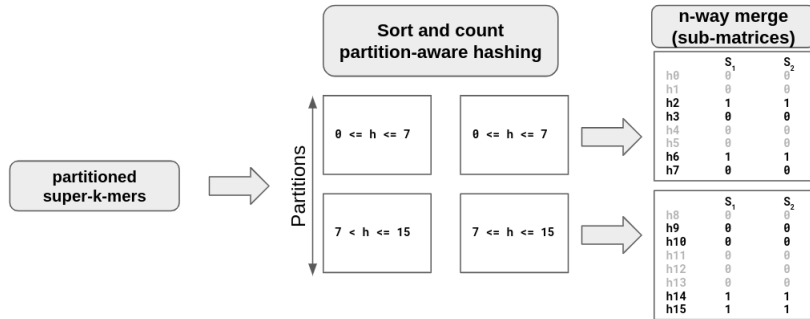 Sort and count
partition-aware hashing
n-way merge
(sub-matrices)
partitioned
super-k-mers
Partitions
0 <= h <= 7
0 <= h <= 7
7 < h <= 15
7 <= h <= 15
S1 S2
h0 0 0
h1 0 0
h2 1 1
h3 0 0
h4 0 0
h5 0 0
h6 1 1
h7 0 0
S1 S2
h8 0 0
h9 0 0
h10 0 0
h11 0 0
h12 0 0
h13 0 0
h14 1 1
h15 1 1